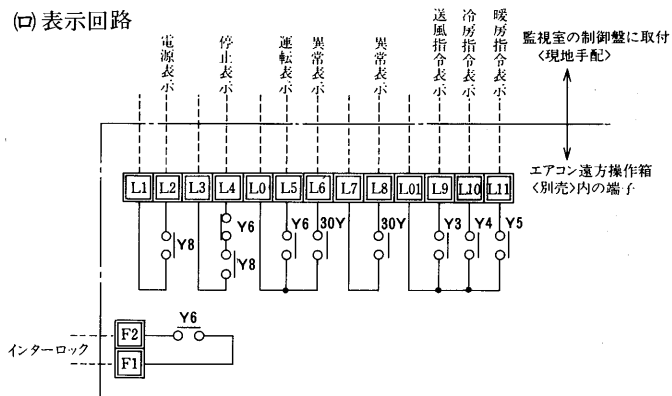 (ロ) 表示回路
電源表示
停止表示
運転表示
異常表示
異常表示
送風指令表示
冷房指令表示
暖房指令表示
監視室の制御盤に取付
〈現地手配〉
エアコン遠方操作箱
〈別売〉内の端子
L1 L2 L3 L4 L0 L5 L6 L7 L8 L01 L9 L10 L11
Y8 Y6 Y6 30Y 30Y Y3 Y4 Y5
Y8
Y6
F2
インターロック
F1